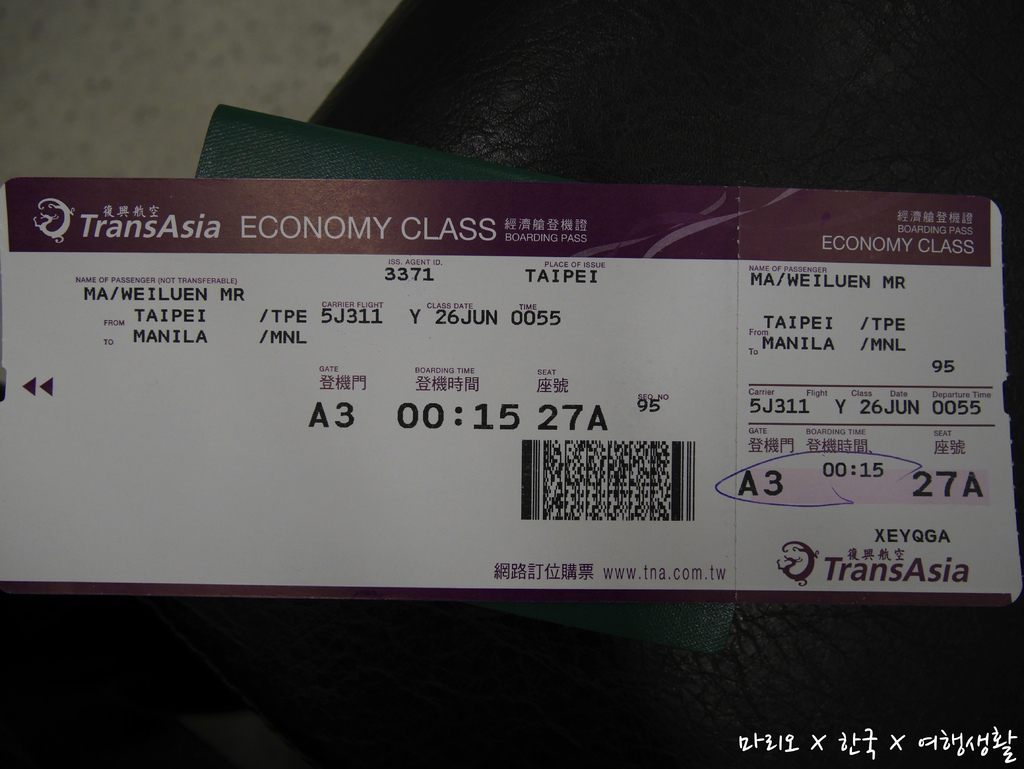 復興航空
TransAsia ECONOMY CLASS 經濟艙登機證
BOARDING PASS
ISS. AGENT ID.
3371
PLACE OF ISSUE
TAIPEI
NAME OF PASSENGER (NOT TRANSFERABLE)
MA/WEILUEN MR
CARRIER FLIGHT CLASS DATE TIME
FROM TAIPEI /TPE 5J311 Y 26JUN 0055
TO MANILA /MNL
GATE BOARDING TIME SEAT
登機門 登機時間 座號
SEQ NO
A3 00:15 27A 95
網路訂位購票 www.tna.com.tw
經濟艙登機證
BOARDING PASS
ECONOMY CLASS
NAME OF PASSENGER
MA/WEILUEN MR
From TAIPEI /TPE
To MANILA /MNL
95
Carrier Flight Class Date Departure Time
5J311 Y 26JUN 0055
GATE BOARDING TIME SEAT
登機門 登機時間 座號
A3 00:15 27A
XEYQGA
復興航空
TransAsia
마리오 X 한국 X 여행생활